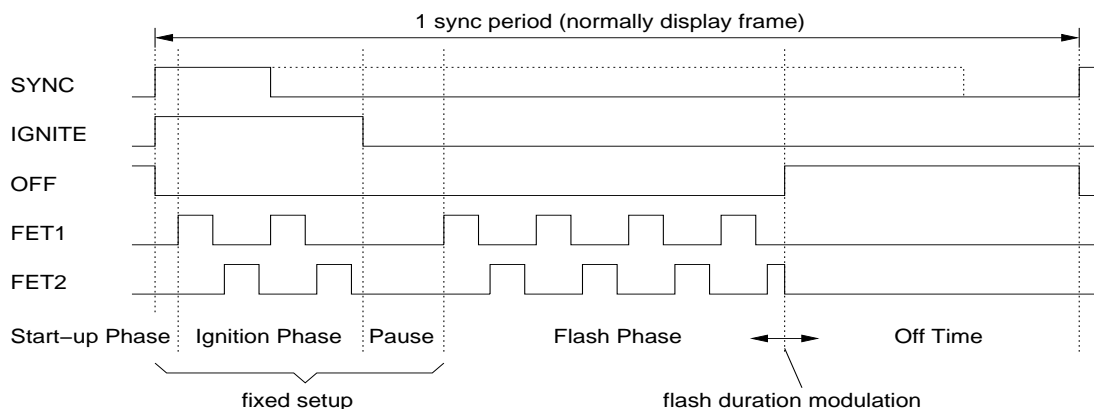 1 sync period (normally display frame)
SYNC
IGNITE
OFF
FET1
FET2
Start−up Phase Ignition Phase Pause Flash Phase Off Time
fixed setup flash duration modulation